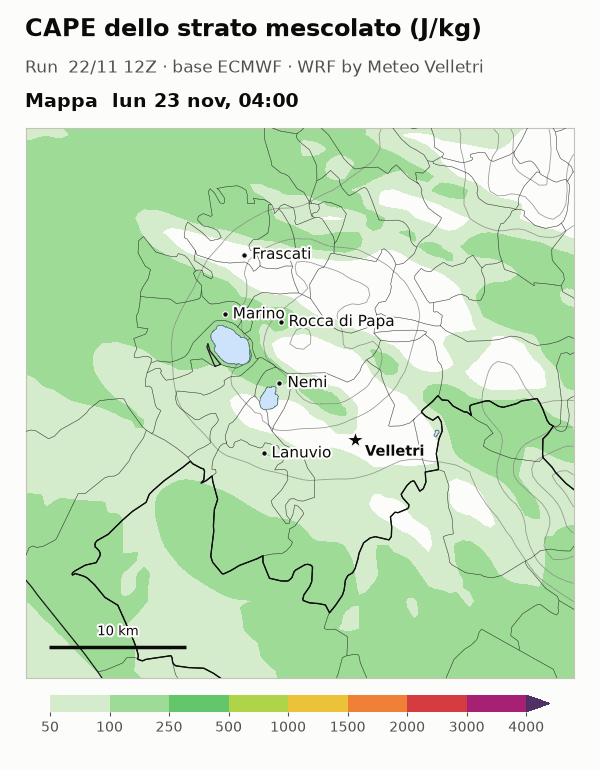 CAPE dello strato mescolato (J/kg)
Run  22/11 12Z · base ECMWF · WRF by Meteo Velletri
Mappa  lun 23 nov, 04:00
Frascati
Marino
Rocca di Papa
Nemi
Velletri
Lanuvio
10 km
50 100 250 500 1000 1500 2000 3000 4000